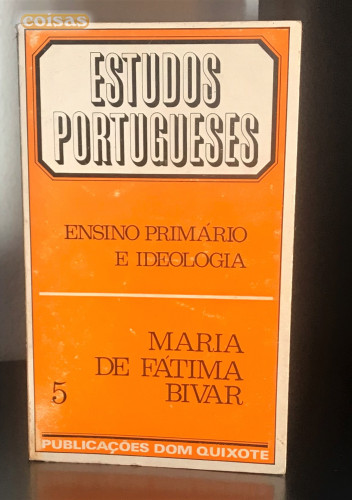 coisas
ESTUDOS
PORTUGUESES
ENSINO PRIMÁRIO
E IDEOLOGIA
MARIA
DE FÁTIMA
BIVAR
5
PUBLICAÇÕES DOM QUIXOTE